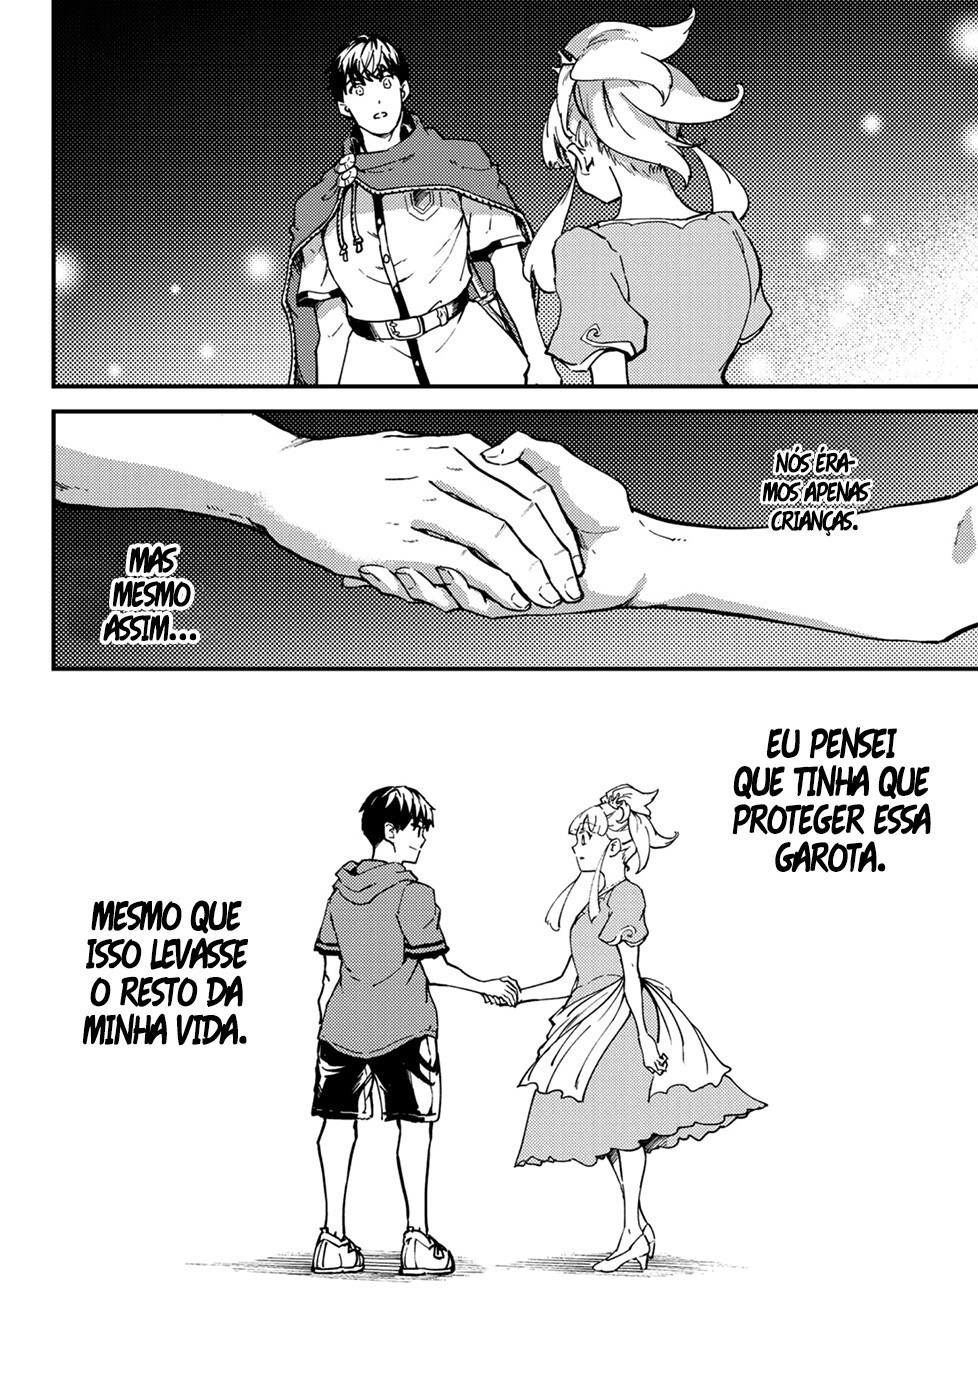 NÓS ÉRA-
MOS APENAS
CRIANÇAS.
MAS
MESMO
ASSIM...
EU PENSEI
QUE TINHA QUE
PROTEGER ESSA
GAROTA.
MESMO QUE
ISSO LEVASSE
O RESTO DA
MINHA VIDA.